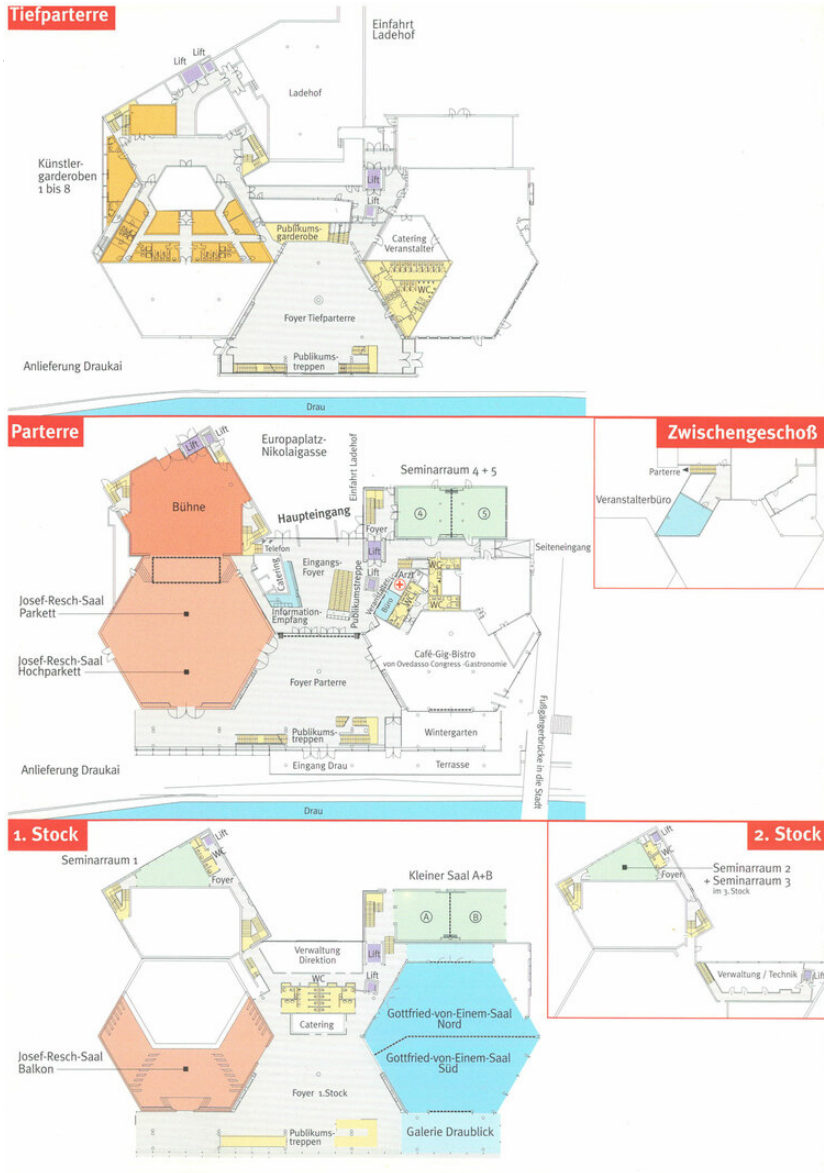 Tiefparterre
Einfahrt
Ladehof
Lift
Lift
Ladehof
Künstler-
garderoben
1 bis 8
Lift
Lift
Publikums-
garderobe
Catering
Veranstalter
WC
Foyer Tiefparterre
Publikums-
treppen
Anlieferung Draukai
Drau
Parterre
Europaplatz-
Nikolaigasse
Einfahrt Ladehof
Seminarraum 4 + 5
Lift
Lift
Bühne
Haupteingang
Foyer
4
5
Telefon
Catering
Eingangs-
Foyer
Publikumstreppe
Lift
Lift
Seiteneingang
Arzt
WC
WC
WC
Veranstalter-
Büro
Information-
Empfang
Josef-Resch-Saal
Parkett
Josef-Resch-Saal
Hochparkett
Café-Gig-Bistro
von Ovedasso Congress -Gastronomie
Foyer Parterre
Fußgängerbrücke in die Stadt
Publikums-
treppen
Wintergarten
Eingang Drau
Terrasse
Anlieferung Draukai
Drau
Zwischengeschoß
Parterre
Veranstalterbüro
1. Stock
Seminarraum 1
Lift
WC
Foyer
Kleiner Saal A+B
A
B
Verwaltung
Direktion
Lift
Lift
WC
Catering
Gottfried-von-Einem-Saal
Nord
Gottfried-von-Einem-Saal
Süd
Josef-Resch-Saal
Balkon
Foyer 1.Stock
Publikums-
treppen
Galerie Draublick
2. Stock
Lift
WC
Foyer
Seminarraum 2
+ Seminarraum 3
im 3. Stock
Verwaltung / Technik
Lift